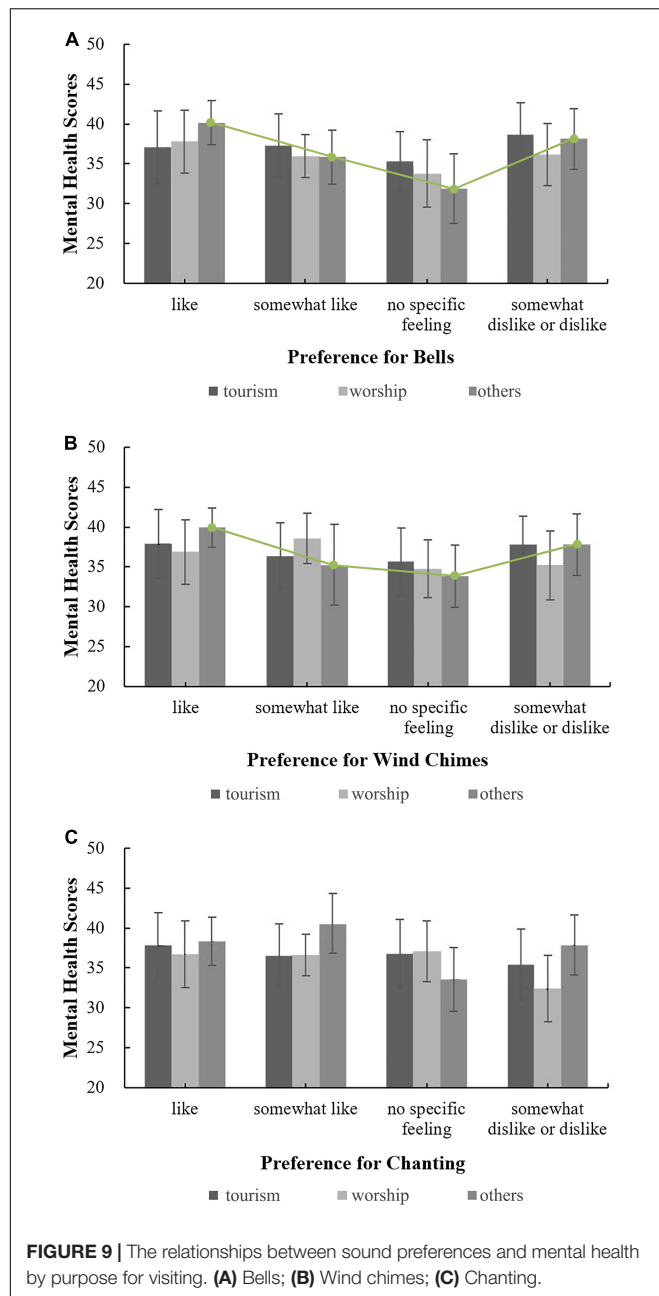 A
50
45
40
35
30
25
20
Mental Health Scores
like
somewhat like
no specific
feeling
somewhat
dislike or dislike
Preference for Bells
tourism
worship
others
B
50
45
40
35
30
25
20
Mental Health Scores
like
somewhat like
no specific
feeling
somewhat
dislike or dislike
Preference for Wind Chimes
tourism
worship
others
C
50
45
40
35
30
25
20
Mental Health Scores
like
somewhat like
no specific
feeling
somewhat
dislike or dislike
Preference for Chanting
tourism
worship
others
FIGURE 9 | The relationships between sound preferences and mental health
by purpose for visiting. (A) Bells; (B) Wind chimes; (C) Chanting.